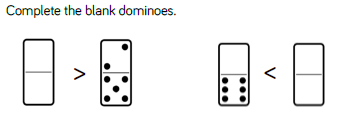 Complete the blank dominoes.
> <